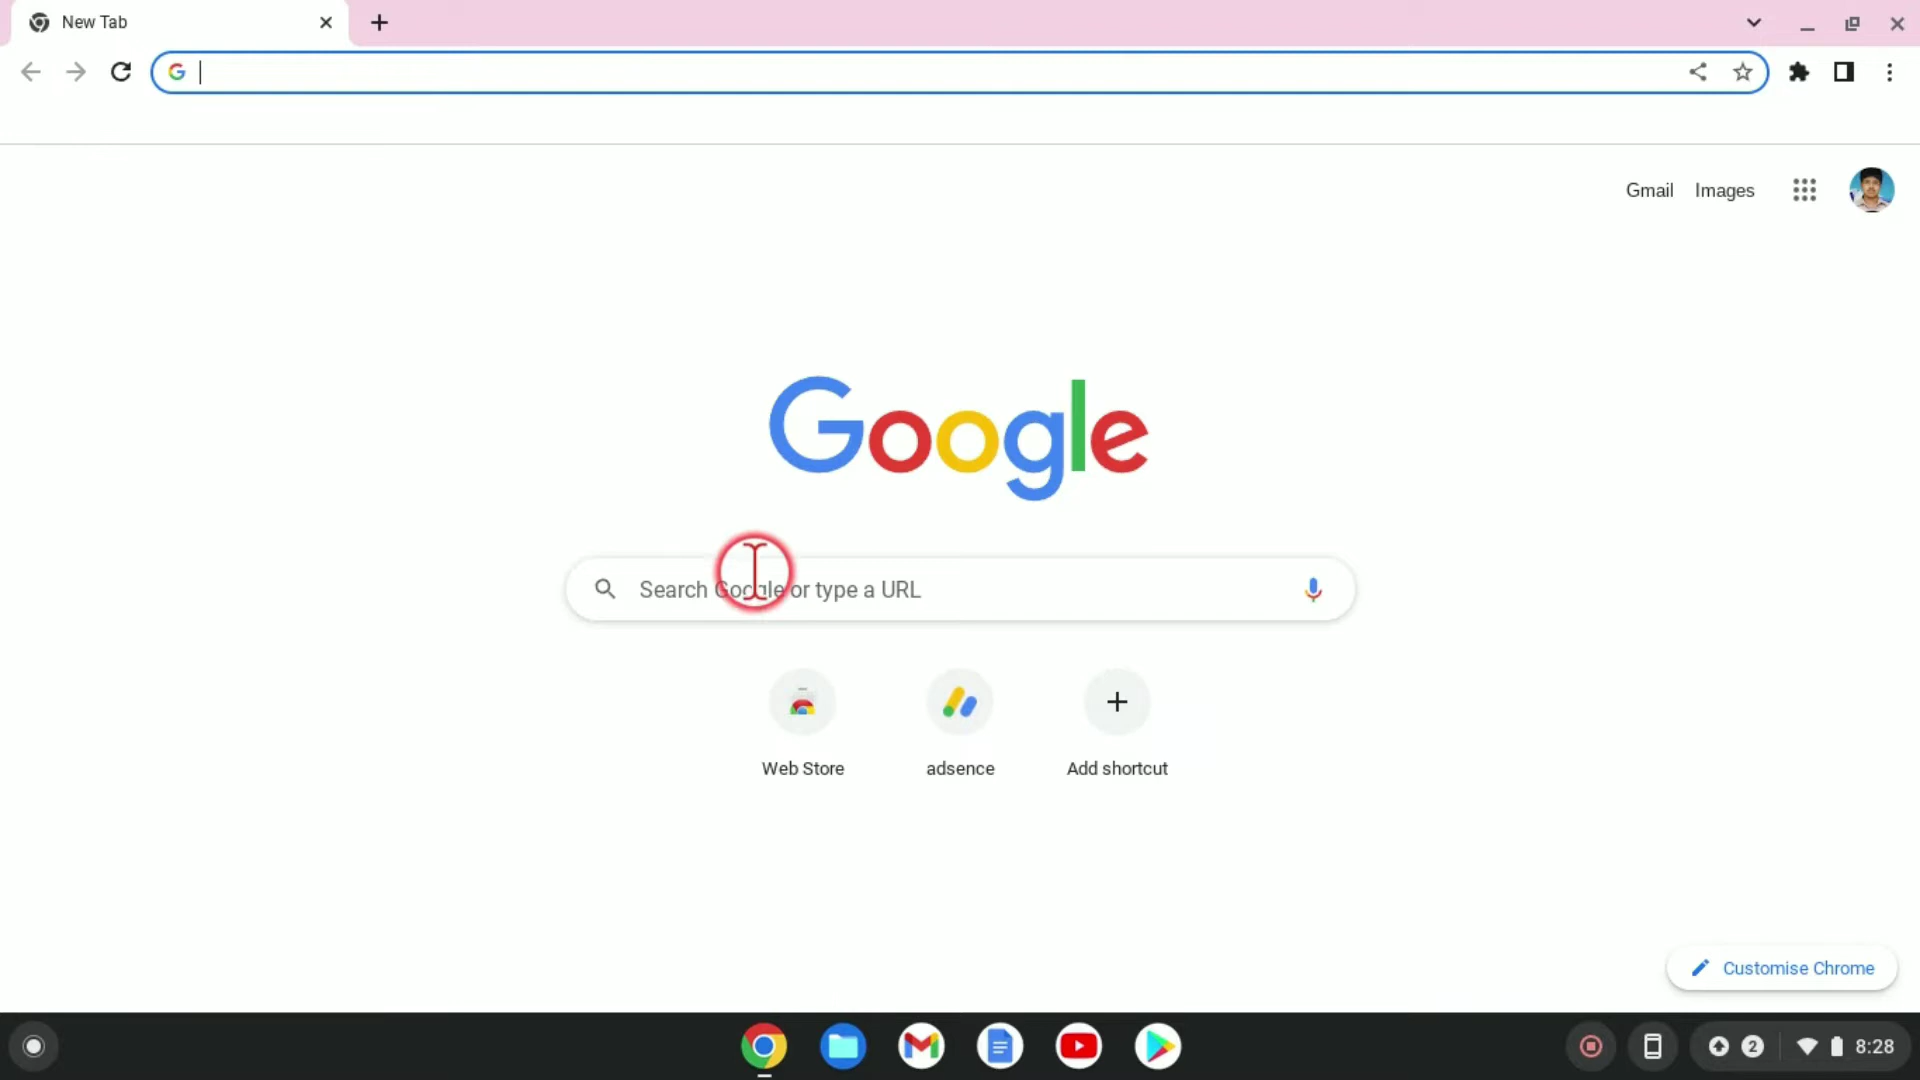 New Tab
Gmail Images
Google
Search Google or type a URL
Web Store adsence Add shortcut
Customise Chrome
2 8:28